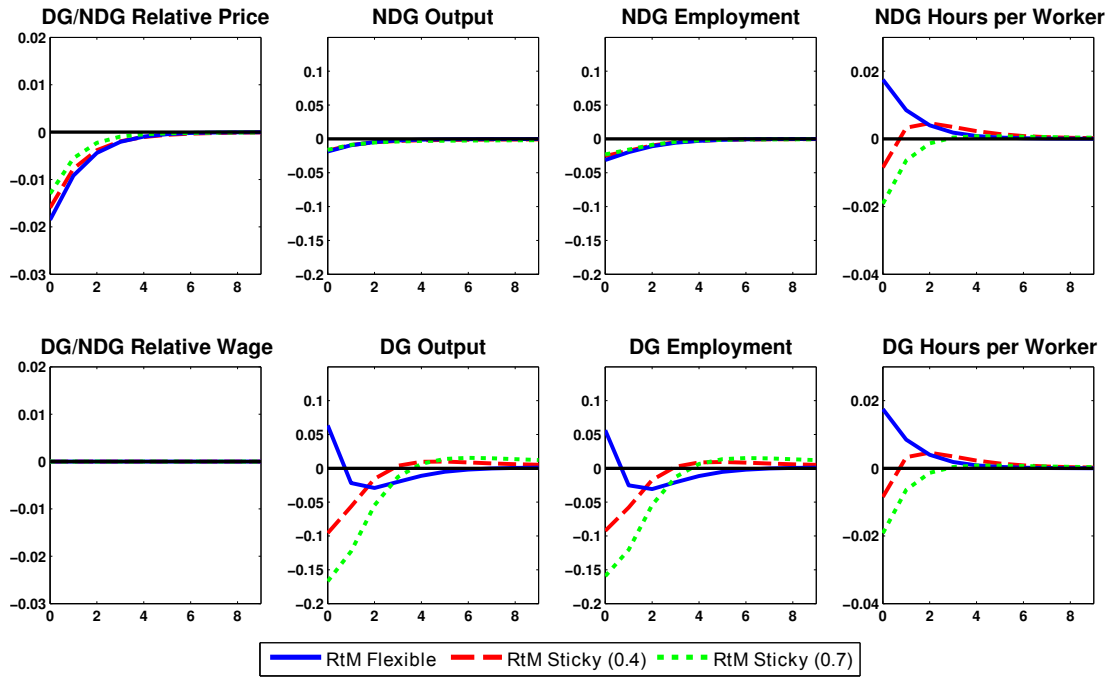 DG/NDG Relative Price
NDG Output
NDG Employment
NDG Hours per Worker
0.02
0.01
0
−0.01
−0.02
−0.03
0 2 4 6 8
0.1
0.05
0
−0.05
−0.1
−0.15
−0.2
0 2 4 6 8
0.1
0.05
0
−0.05
−0.1
−0.15
−0.2
0 2 4 6 8
0.02
0
−0.02
−0.04
0 2 4 6 8
DG/NDG Relative Wage
DG Output
DG Employment
DG Hours per Worker
0.02
0.01
0
−0.01
−0.02
−0.03
0 2 4 6 8
0.1
0.05
0
−0.05
−0.1
−0.15
−0.2
0 2 4 6 8
0.1
0.05
0
−0.05
−0.1
−0.15
−0.2
0 2 4 6 8
0.02
0
−0.02
−0.04
0 2 4 6 8
RtM Flexible RtM Sticky (0.4) RtM Sticky (0.7)